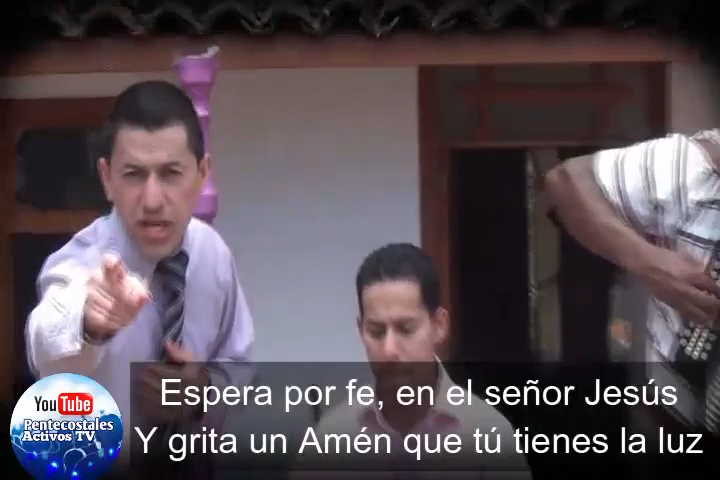 Espera por fe, en el señor Jesús
Y grita un Amén que tú tienes la luz
YouTube
Pentecostales
Activos TV